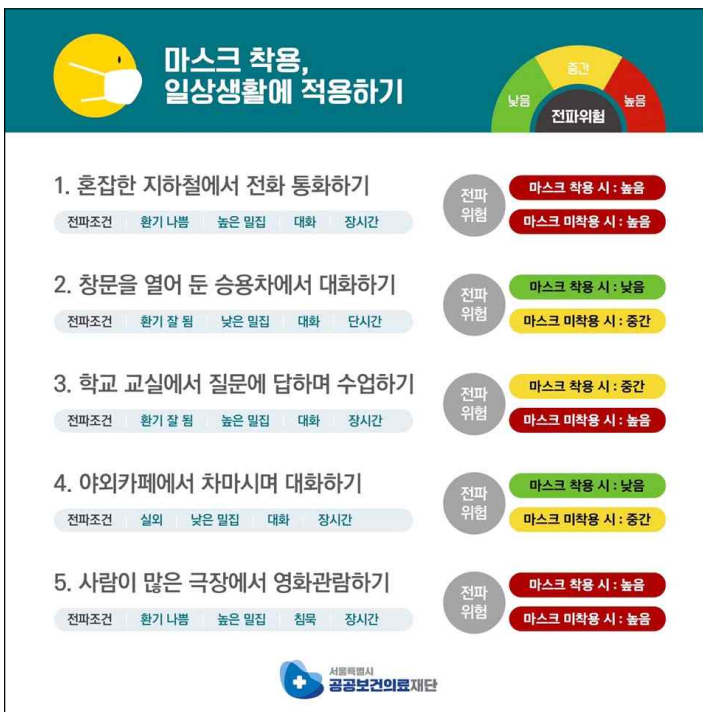 마스크 착용,
일상생활에 적용하기
낮음 중간 높음
전파위험
1. 혼잡한 지하철에서 전화 통화하기
전파조건 환기 나쁨 높은 밀집 대화 장시간
전파 위험
마스크 착용 시 : 높음
마스크 미착용 시 : 높음
2. 창문을 열어 둔 승용차에서 대화하기
전파조건 환기 잘 됨 낮은 밀집 대화 단시간
전파 위험
마스크 착용 시 : 낮음
마스크 미착용 시 : 중간
3. 학교 교실에서 질문에 답하며 수업하기
전파조건 환기 잘 됨 높은 밀집 대화 장시간
전파 위험
마스크 착용 시 : 중간
마스크 미착용 시 : 높음
4. 야외카페에서 차마시며 대화하기
전파조건 실외 낮은 밀집 대화 장시간
전파 위험
마스크 착용 시 : 낮음
마스크 미착용 시 : 중간
5. 사람이 많은 극장에서 영화관람하기
전파조건 환기 나쁨 높은 밀집 침묵 장시간
전파 위험
마스크 착용 시 : 높음
마스크 미착용 시 : 높음
서울특별시
공공보건의료재단